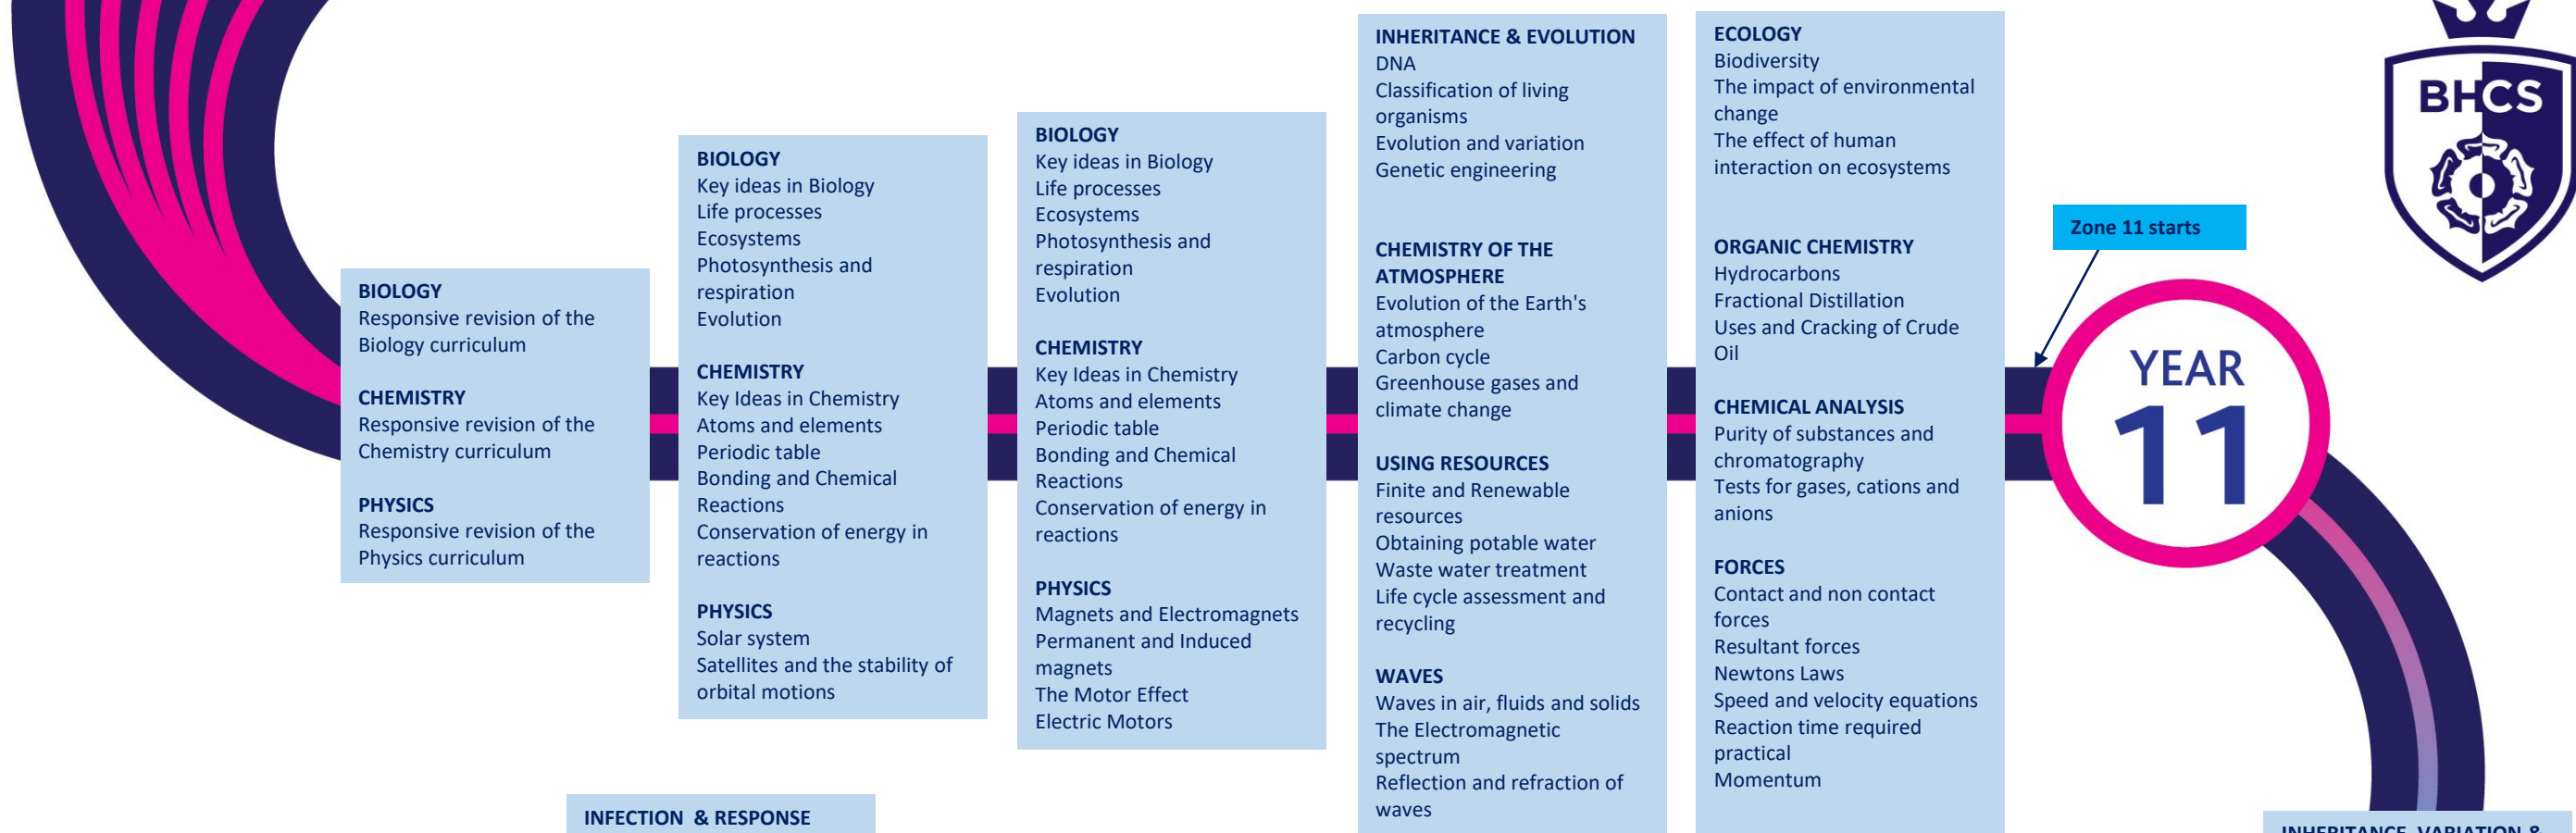 BIOLOGY
Responsive revision of the
Biology curriculum
CHEMISTRY
Responsive revision of the
Chemistry curriculum
PHYSICS
Responsive revision of the
Physics curriculum
BIOLOGY
Key ideas in Biology
Life processes
Ecosystems
Photosynthesis and
respiration
Evolution
CHEMISTRY
Key Ideas in Chemistry
Atoms and elements
Periodic table
Bonding and Chemical
Reactions
Conservation of energy in
reactions
PHYSICS
Solar system
Satellites and the stability of
orbital motions
BIOLOGY
Key ideas in Biology
Life processes
Ecosystems
Photosynthesis and
respiration
Evolution
CHEMISTRY
Key Ideas in Chemistry
Atoms and elements
Periodic table
Bonding and Chemical
Reactions
Conservation of energy in
reactions
PHYSICS
Magnets and Electromagnets
Permanent and Induced
magnets
The Motor Effect
Electric Motors
INHERITANCE & EVOLUTION
DNA
Classification of living
organisms
Evolution and variation
Genetic engineering
CHEMISTRY OF THE
ATMOSPHERE
Evolution of the Earth's
atmosphere
Carbon cycle
Greenhouse gases and
climate change
USING RESOURCES
Finite and Renewable
resources
Obtaining potable water
Waste water treatment
Life cycle assessment and
recycling
WAVES
Waves in air, fluids and solids
The Electromagnetic
spectrum
Reflection and refraction of
waves
ECOLOGY
Biodiversity
The impact of environmental
change
The effect of human
interaction on ecosystems
ORGANIC CHEMISTRY
Hydrocarbons
Fractional Distillation
Uses and Cracking of Crude
Oil
CHEMICAL ANALYSIS
Purity of substances and
chromatography
Tests for gases, cations and
anions
FORCES
Contact and non contact
forces
Resultant forces
Newtons Laws
Speed and velocity equations
Reaction time required
practical
Momentum
Zone 11 starts
YEAR
11
BHCS
INFECTION & RESPONSE
INHERITANCE, VARIATION &